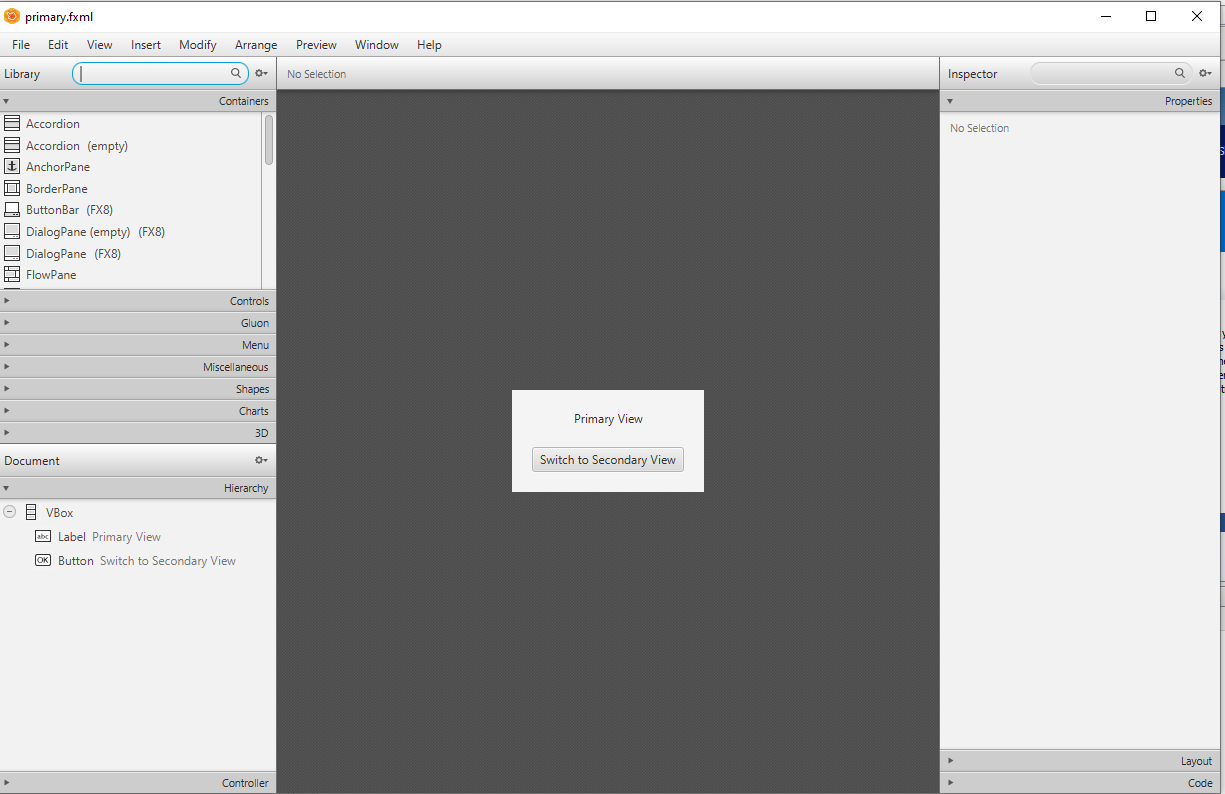 primary.fxml
File Edit View Insert Modify Arrange Preview Window Help
Library
Containers
Accordion
Accordion (empty)
AnchorPane
BorderPane
ButtonBar (FX8)
DialogPane (empty) (FX8)
DialogPane (FX8)
FlowPane
Controls
Gluon
Menu
Miscellaneous
Shapes
Charts
3D
Document
Hierarchy
VBox
abc Label Primary View
OK Button Switch to Secondary View
Controller
No Selection
Primary View
Switch to Secondary View
Inspector
Properties
No Selection
Layout
Code